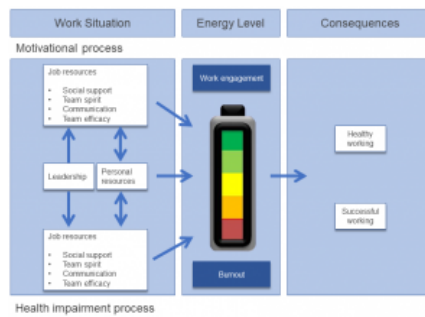 Work Situation
Energy Level
Consequences
Motivational process
Job resources
• Social support
• Team spirit
• Communication
• Team efficacy
Work engagement
Leadership
Personal
resources
Healthy
working
Successful
working
Job resources
• Social support
• Team spirit
• Communication
• Team efficacy
Burnout
Health impairment process